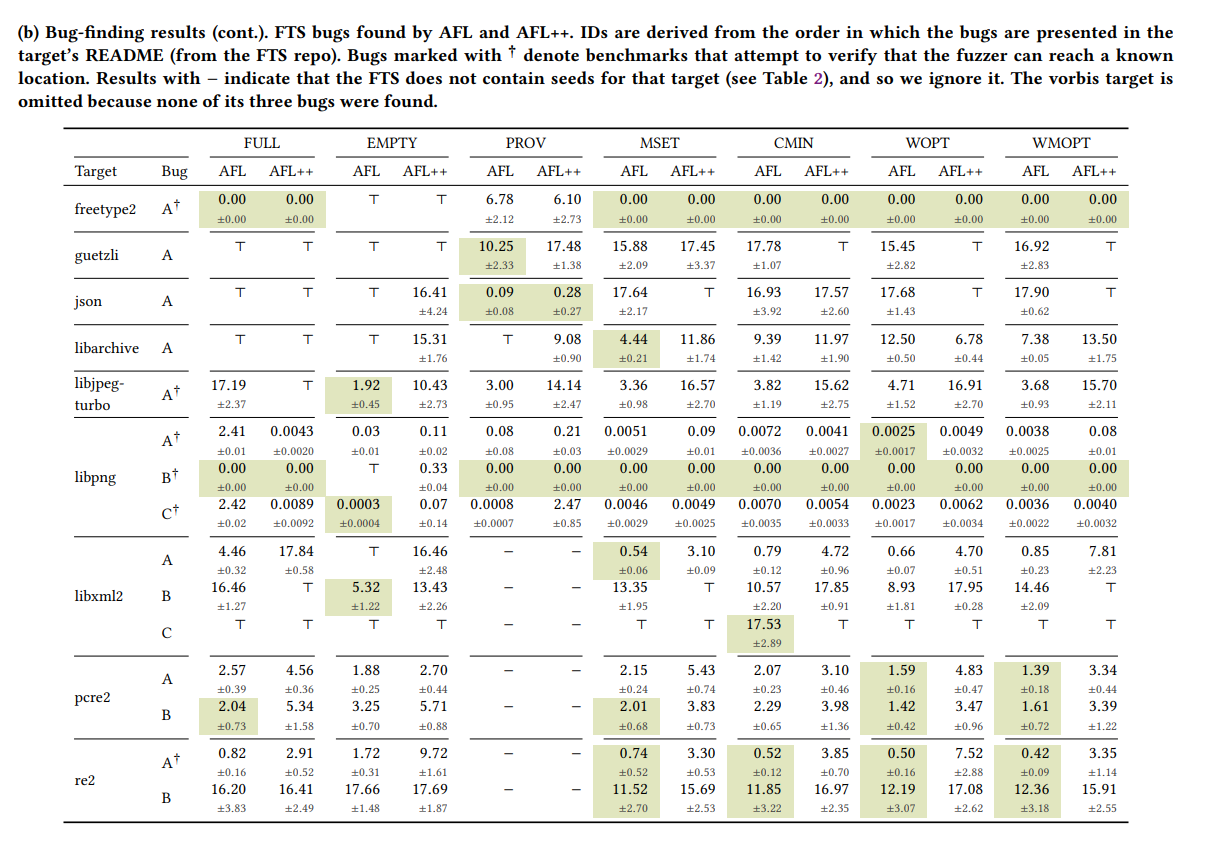 (b) Bug-finding results (cont.). FTS bugs found by AFL and AFL++. IDs are derived from the order in which the bugs are presented in the
target's README (from the FTS repo). Bugs marked with † denote benchmarks that attempt to verify that the fuzzer can reach a known
location. Results with – indicate that the FTS does not contain seeds for that target (see Table 2), and so we ignore it. The vorbis target is
omitted because none of its three bugs were found.
FULL EMPTY PROV MSET CMIN WOPT WMOPT
Target Bug AFL AFL++ AFL AFL++ AFL AFL++ AFL AFL++ AFL AFL++ AFL AFL++ AFL AFL++
freetype2 A† 0.00 0.00 ⊤ ⊤ 6.78 6.10 0.00 0.00 0.00 0.00 0.00 0.00 0.00 0.00
±0.00 ±0.00 ±2.12 ±2.73 ±0.00 ±0.00 ±0.00 ±0.00 ±0.00 ±0.00 ±0.00 ±0.00
guetzli A ⊤ ⊤ ⊤ ⊤ 10.25 17.48 15.88 17.45 17.78 ⊤ 15.45 ⊤ 16.92 ⊤
±2.33 ±1.38 ±2.09 ±3.37 ±1.07 ±2.82 ±2.83
json A ⊤ ⊤ ⊤ 16.41 0.09 0.28 17.64 ⊤ 16.93 17.57 17.68 ⊤ 17.90 ⊤
±4.24 ±0.08 ±0.27 ±2.17 ±3.92 ±2.60 ±1.43 ±0.62
libarchive A ⊤ ⊤ ⊤ 15.31 ⊤ 9.08 4.44 11.86 9.39 11.97 12.50 6.78 7.38 13.50
±1.76 ±0.90 ±0.21 ±1.74 ±1.42 ±1.90 ±0.50 ±0.44 ±0.05 ±1.75
libjpeg-
turbo A† 17.19 ⊤ 1.92 10.43 3.00 14.14 3.36 16.57 3.82 15.62 4.71 16.91 3.68 15.70
±2.37 ±0.45 ±2.73 ±0.95 ±2.47 ±0.98 ±2.70 ±1.19 ±2.75 ±1.52 ±2.70 ±0.93 ±2.11
libpng A† 2.41 0.0043 0.03 0.11 0.08 0.21 0.0051 0.09 0.0072 0.0041 0.0025 0.0049 0.0038 0.08
±0.01 ±0.0020 ±0.01 ±0.02 ±0.08 ±0.03 ±0.0029 ±0.01 ±0.0036 ±0.0027 ±0.0017 ±0.0032 ±0.0025 ±0.01
B† 0.00 0.00 ⊤ 0.33 0.00 0.00 0.00 0.00 0.00 0.00 0.00 0.00 0.00 0.00
±0.00 ±0.00 ±0.04 ±0.00 ±0.00 ±0.00 ±0.00 ±0.00 ±0.00 ±0.00 ±0.00 ±0.00 ±0.00
C† 2.42 0.0089 0.0003 0.07 0.0008 2.47 0.0046 0.0049 0.0070 0.0054 0.0023 0.0062 0.0036 0.0040
±0.02 ±0.0092 ±0.0004 ±0.14 ±0.0007 ±0.85 ±0.0029 ±0.0025 ±0.0035 ±0.0033 ±0.0017 ±0.0034 ±0.0022 ±0.0032
libxml2 A 4.46 17.84 ⊤ 16.46 – – 0.54 3.10 0.79 4.72 0.66 4.70 0.85 7.81
±0.32 ±0.58 ±2.48 ±0.06 ±0.09 ±0.12 ±0.96 ±0.07 ±0.51 ±0.23 ±2.23
B 16.46 ⊤ 5.32 13.43 – – 13.35 ⊤ 10.57 17.85 8.93 17.95 14.46 ⊤
±1.27 ±1.22 ±2.26 ±1.95 ±2.20 ±0.91 ±1.81 ±0.28 ±2.09
C ⊤ ⊤ ⊤ ⊤ – – ⊤ ⊤ 17.53 ⊤ ⊤ ⊤ ⊤ ⊤
±2.89
pcre2 A 2.57 4.56 1.88 2.70 – – 2.15 5.43 2.07 3.10 1.59 4.83 1.39 3.34
±0.39 ±0.36 ±0.25 ±0.44 ±0.24 ±0.74 ±0.23 ±0.46 ±0.16 ±0.47 ±0.18 ±0.44
B 2.04 5.34 3.25 5.71 – – 2.01 3.83 2.29 3.98 1.42 3.47 1.61 3.39
±0.73 ±1.58 ±0.70 ±0.88 ±0.68 ±0.73 ±0.65 ±1.36 ±0.42 ±0.96 ±0.72 ±1.22
re2 A† 0.82 2.91 1.72 9.72 – – 0.74 3.30 0.52 3.85 0.50 7.52 0.42 3.35
±0.16 ±0.52 ±0.31 ±1.61 ±0.52 ±0.53 ±0.12 ±0.70 ±0.16 ±2.88 ±0.09 ±1.14
B 16.20 16.41 17.66 17.69 – – 11.52 15.69 11.85 16.97 12.19 17.08 12.36 15.91
±3.83 ±2.49 ±1.48 ±1.87 ±2.70 ±2.53 ±3.22 ±2.35 ±3.07 ±2.62 ±3.18 ±2.55